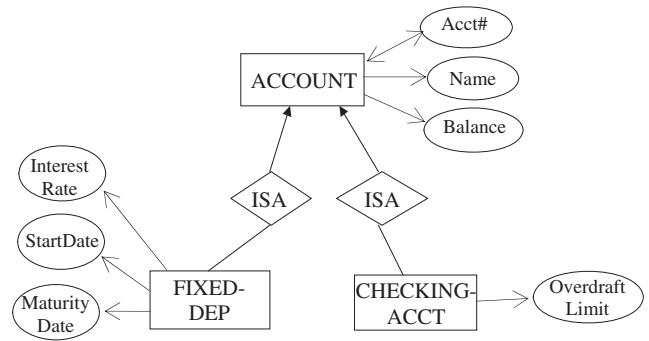 Acct#
ACCOUNT
Name
Balance
Interest
Rate
ISA
ISA
StartDate
FIXED-
DEP
CHECKING-
ACCT
Overdraft
Limit
Maturity
Date